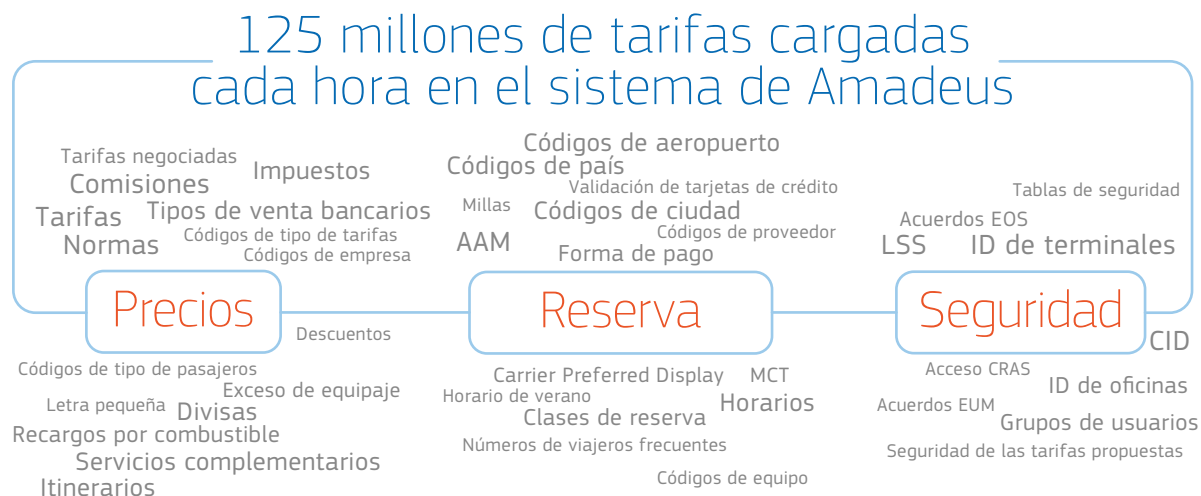 125 millones de tarifas cargadas
cada hora en el sistema de Amadeus
Tarifas negociadas
Impuestos
Comisiones
Tarifas
Tipos de venta bancarios
Normas
Códigos de tipo de tarifas
Códigos de empresa
Precios
Descuentos
Códigos de tipo de pasajeros
Exceso de equipaje
Letra pequeña
Divisas
Recargos por combustible
Servicios complementarios
Itinerarios
Códigos de aeropuerto
Códigos de país
Validación de tarjetas de crédito
Millas
Códigos de ciudad
Códigos de proveedor
AAM
Forma de pago
Reserva
Carrier Preferred Display
MCT
Horario de verano
Horarios
Clases de reserva
Números de viajeros frecuentes
Códigos de equipo
Tablas de seguridad
Acuerdos EOS
LSS
ID de terminales
Seguridad
CID
Acceso CRAS
ID de oficinas
Acuerdos EUM
Grupos de usuarios
Seguridad de las tarifas propuestas